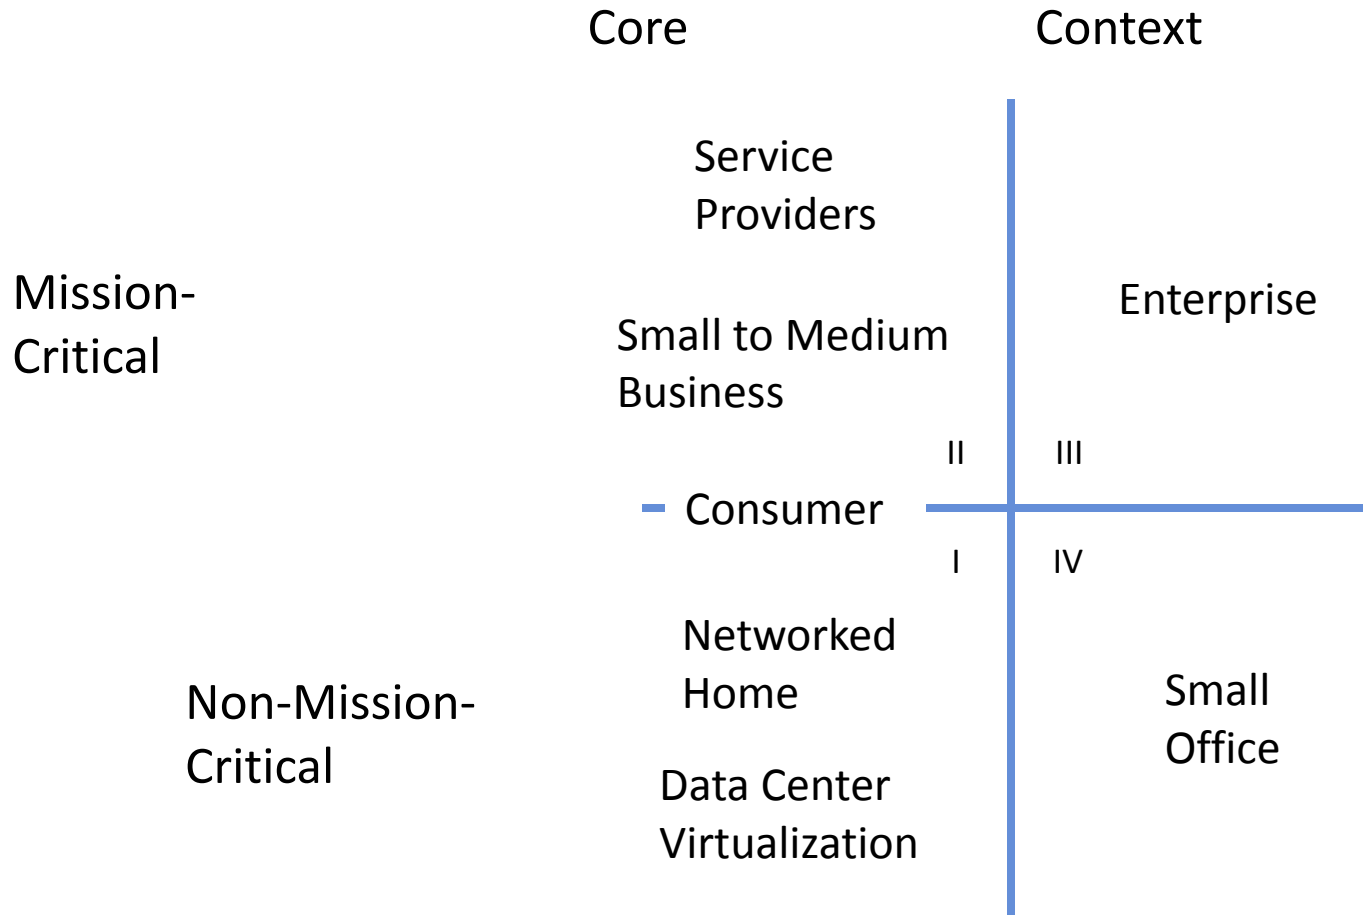 Core
Context
Service
Providers
Mission-
Critical
Enterprise
Small to Medium
Business
II
III
Consumer
I
IV
Networked
Home
Non-Mission-
Critical
Small
Office
Data Center
Virtualization